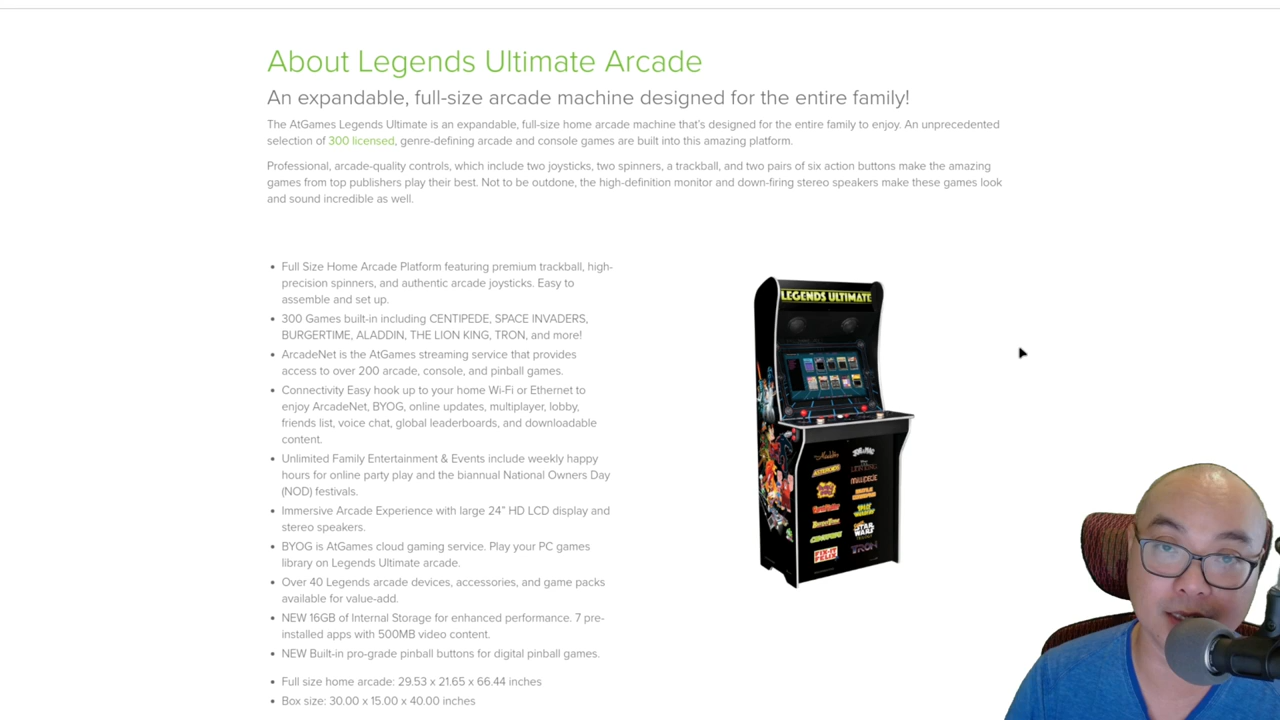 About Legends Ultimate Arcade
An expandable, full-size arcade machine designed for the entire family!
The AtGames Legends Ultimate is an expandable, full-size home arcade machine that's designed for the entire family to enjoy. An unprecedented
selection of 300 licensed, genre-defining arcade and console games are built into this amazing platform.
Professional, arcade-quality controls, which include two joysticks, two spinners, a trackball, and two pairs of six action buttons make the amazing
games from top publishers play their best. Not to be outdone, the high-definition monitor and down-firing stereo speakers make these games look
and sound incredible as well.
• Full Size Home Arcade Platform featuring premium trackball, high-
precision spinners, and authentic arcade joysticks. Easy to
assemble and set up.
• 300 Games built-in including CENTIPEDE, SPACE INVADERS,
BURGERTIME, ALADDIN, THE LION KING, TRON, and more!
• ArcadeNet is the AtGames streaming service that provides
access to over 200 arcade, console, and pinball games.
• Connectivity Easy hook up to your home Wi-Fi or Ethernet to
enjoy ArcadeNet, BYOG, online updates, multiplayer, lobby,
friends list, voice chat, global leaderboards, and downloadable
content.
• Unlimited Family Entertainment & Events include weekly happy
hours for online party play and the biannual National Owners Day
(NOD) festivals.
• Immersive Arcade Experience with large 24" HD LCD display and
stereo speakers.
• BYOG is AtGames cloud gaming service. Play your PC games
library on Legends Ultimate arcade.
• Over 40 Legends arcade devices, accessories, and game packs
available for value-add.
• NEW 16GB of Internal Storage for enhanced performance. 7 pre-
installed apps with 500MB video content.
• NEW Built-in pro-grade pinball buttons for digital pinball games.
• Full size home arcade: 29.53 x 21.65 x 66.44 inches
• Box size: 30.00 x 15.00 x 40.00 inches
LEGENDS ULTIMATE
Aladdin
ASTEROIDS
BurgerTime
CENTIPEDE
STAR WARS
FIX-IT FELIX
TRON